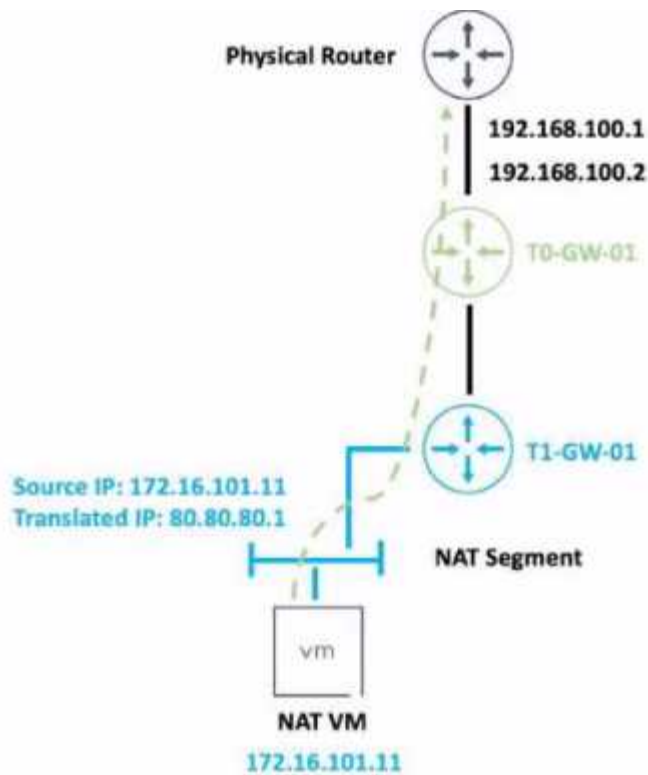 Physical Router
192.168.100.1
192.168.100.2
T0-GW-01
T1-GW-01
Source IP: 172.16.101.11
Translated IP: 80.80.80.1
NAT Segment
vm
NAT VM
172.16.101.11